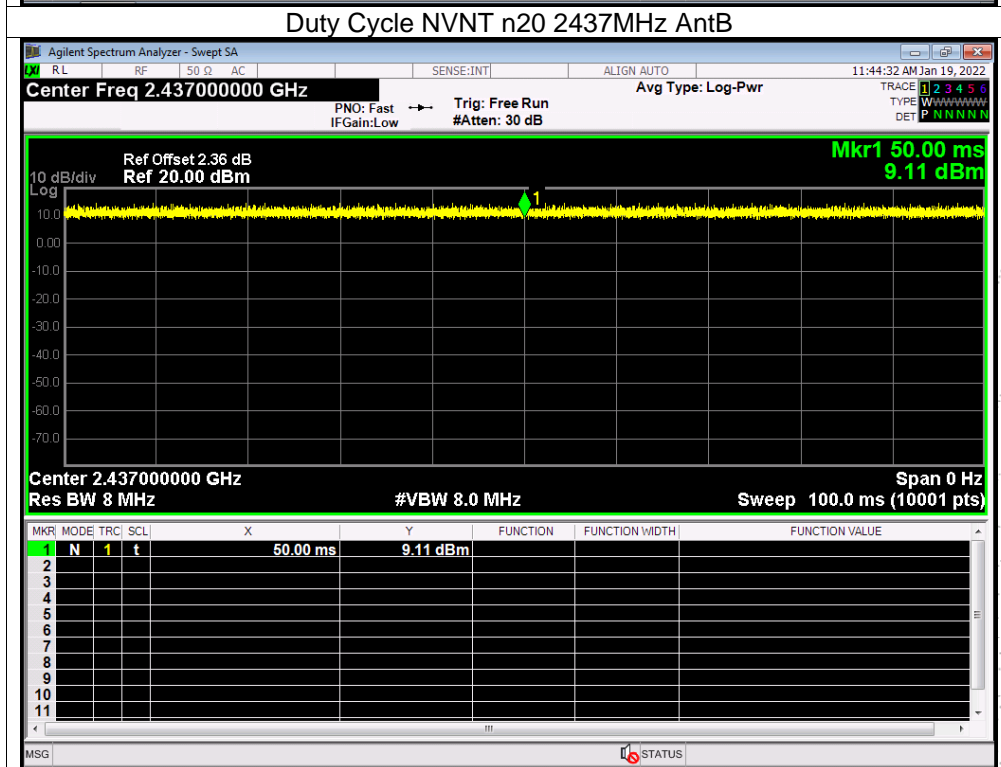 Duty Cycle NVNT n20 2437MHz AntB
Agilent Spectrum Analyzer - Swept SA
LXI RL RF 50 Ω AC SENSE:INT ALIGN AUTO 11:44:32 AM Jan 19, 2022
Center Freq 2.437000000 GHz
PNO: Fast
IFGain:Low
Trig: Free Run
#Atten: 30 dB
Avg Type: Log-Pwr
TRACE 1 2 3 4 5 6
TYPE WWWWWW
DET P N N N N N
Mkr1 50.00 ms
9.11 dBm
Ref Offset 2.36 dB
10 dB/div Ref 20.00 dBm
Log
1
10.0
0.00
-10.0
-20.0
-30.0
-40.0
-50.0
-60.0
-70.0
Center 2.437000000 GHz Span 0 Hz
Res BW 8 MHz #VBW 8.0 MHz Sweep 100.0 ms (10001 pts)
MKR MODE TRC SCL X Y FUNCTION FUNCTION WIDTH FUNCTION VALUE
1 N 1 t 50.00 ms 9.11 dBm
2
3
4
5
6
7
8
9
10
11
MSG STATUS